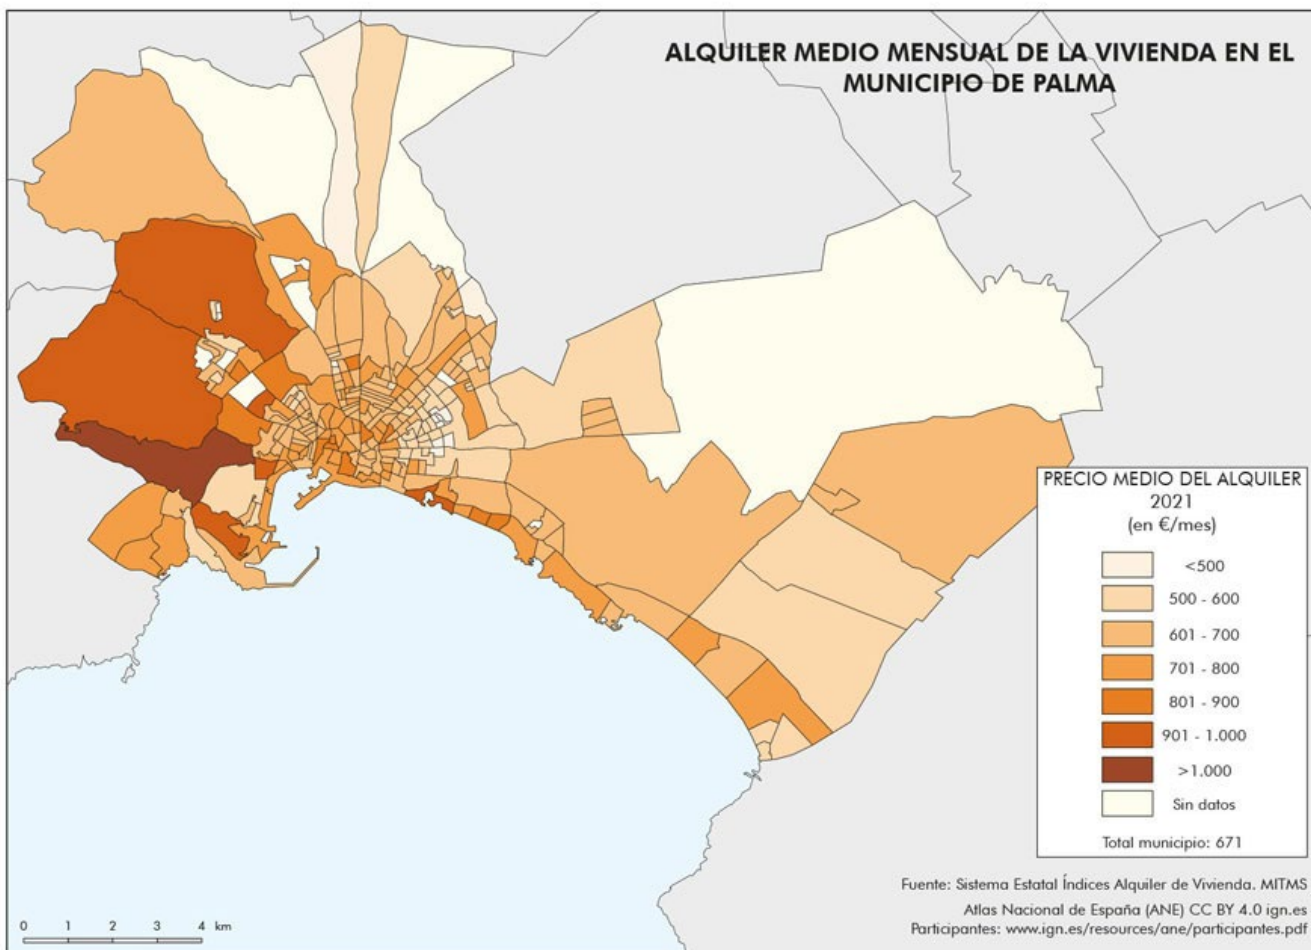 ALQUILER MEDIO MENSUAL DE LA VIVIENDA EN EL
MUNICIPIO DE PALMA
PRECIO MEDIO DEL ALQUILER
2021
(en €/mes)
<500
500 - 600
601 - 700
701 - 800
801 - 900
901 - 1.000
>1.000
Sin datos
Total municipio: 671
Fuente: Sistema Estatal Índices Alquiler de Vivienda. MITMS
Atlas Nacional de España (ANE) CC BY 4.0 ign.es
Participantes: www.ign.es/resources/ane/participantes.pdf
0 1 2 3 4 km